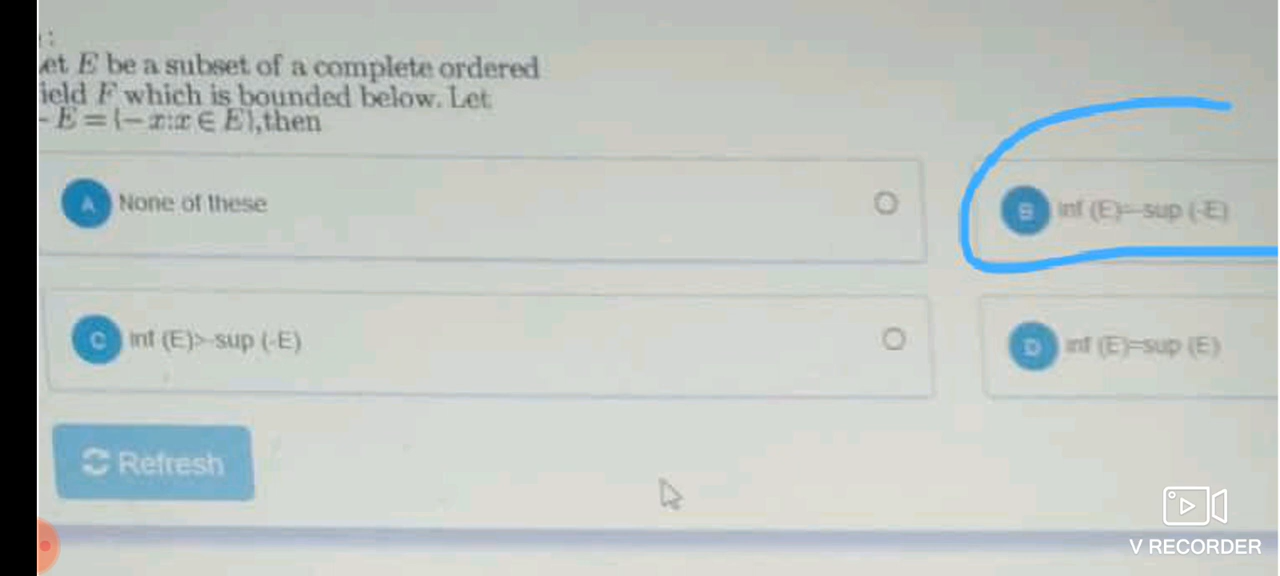 :
et E be a subset of a complete ordered
ield F which is bounded below. Let
- E = {- x:x ∈ E},then
A None of these
B inf (E)=-sup (-E)
C inf (E)>-sup (-E)
D inf (E)=sup (E)
Refresh
V RECORDER